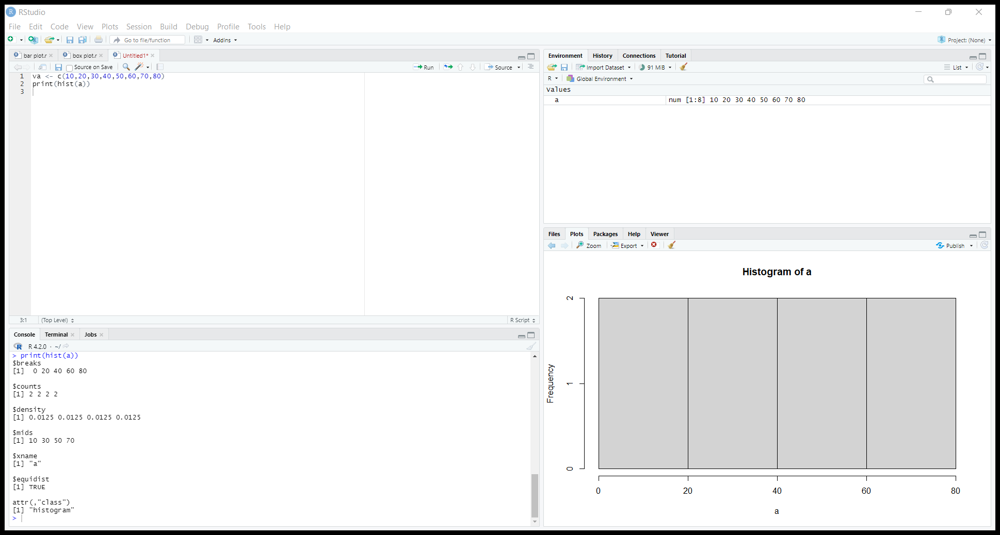 RStudio
File Edit Code View Plots Session Build Debug Profile Tools Help
Go to file/function Addins Project: (None)
bar plot.r box plot.r Untitled1*
Source on Save Run Source
1 va <- c(10,20,30,40,50,60,70,80)
2 print(hist(a))
3
3:1 (Top Level) R Script
Console Terminal Jobs
R 4.2.0 · ~/
> print(hist(a))
$breaks
[1]  0 20 40 60 80
$counts
[1] 2 2 2 2
$density
[1] 0.0125 0.0125 0.0125 0.0125
$mids
[1] 10 30 50 70
$xname
[1] "a"
$equidist
[1] TRUE
attr(,"class")
[1] "histogram"
>
Environment History Connections Tutorial
Import Dataset 91 MiB List
R Global Environment
Values
a num [1:8] 10 20 30 40 50 60 70 80
Files Plots Packages Help Viewer
Zoom Export Publish
Histogram of a
2
1
0
Frequency
0 20 40 60 80
a